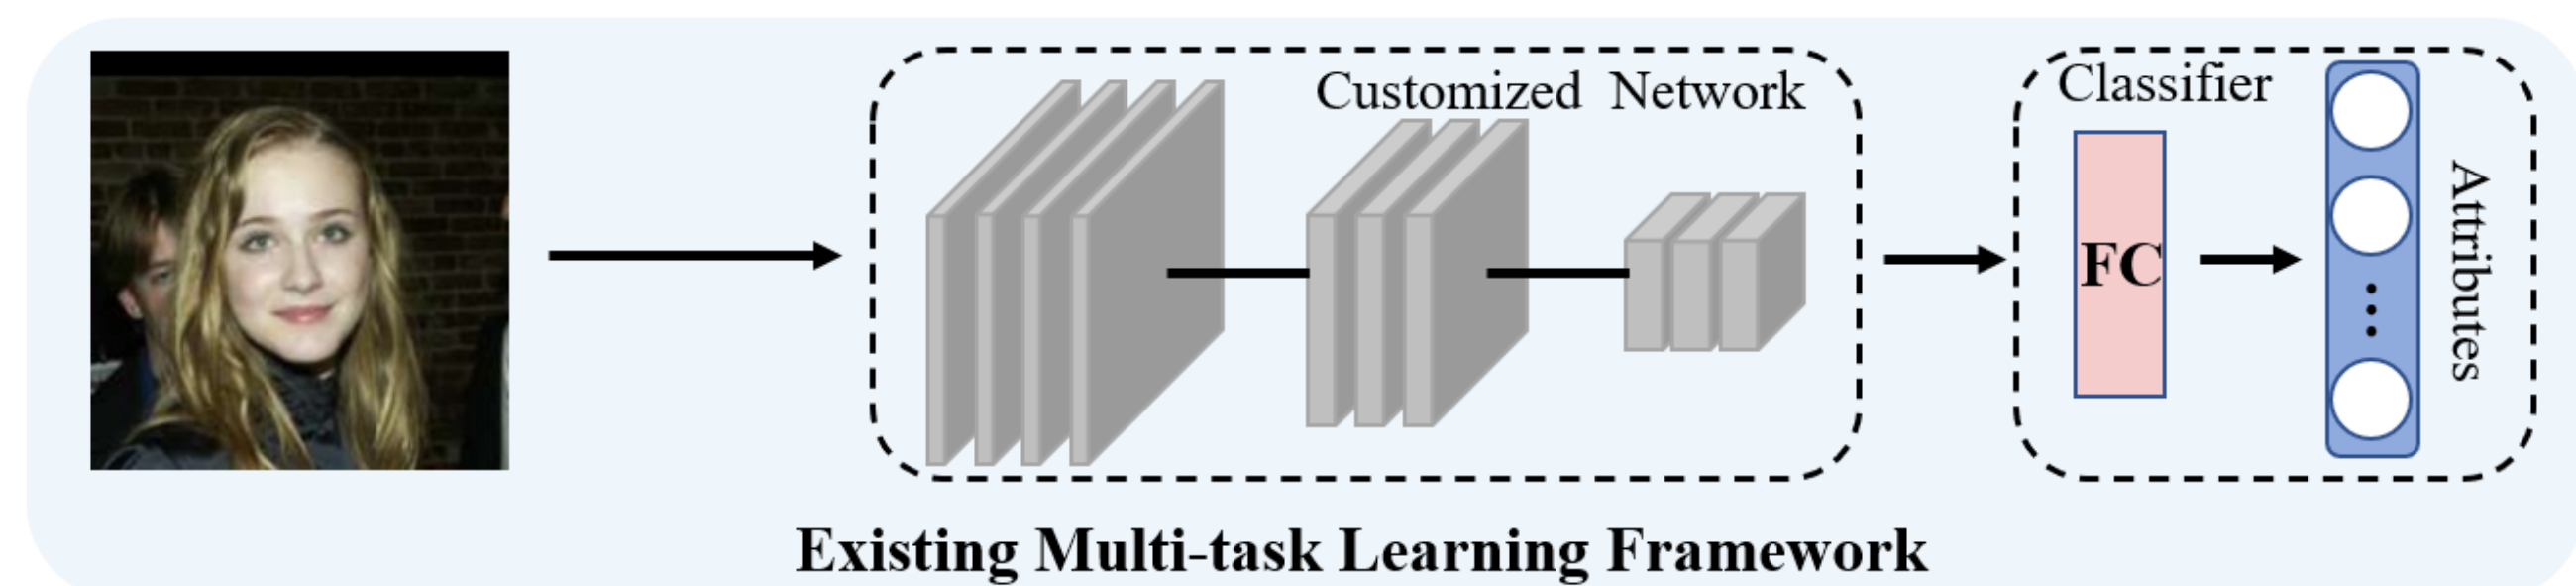 Customized Network
Classifier
FC
Attributes
Existing Multi-task Learning Framework